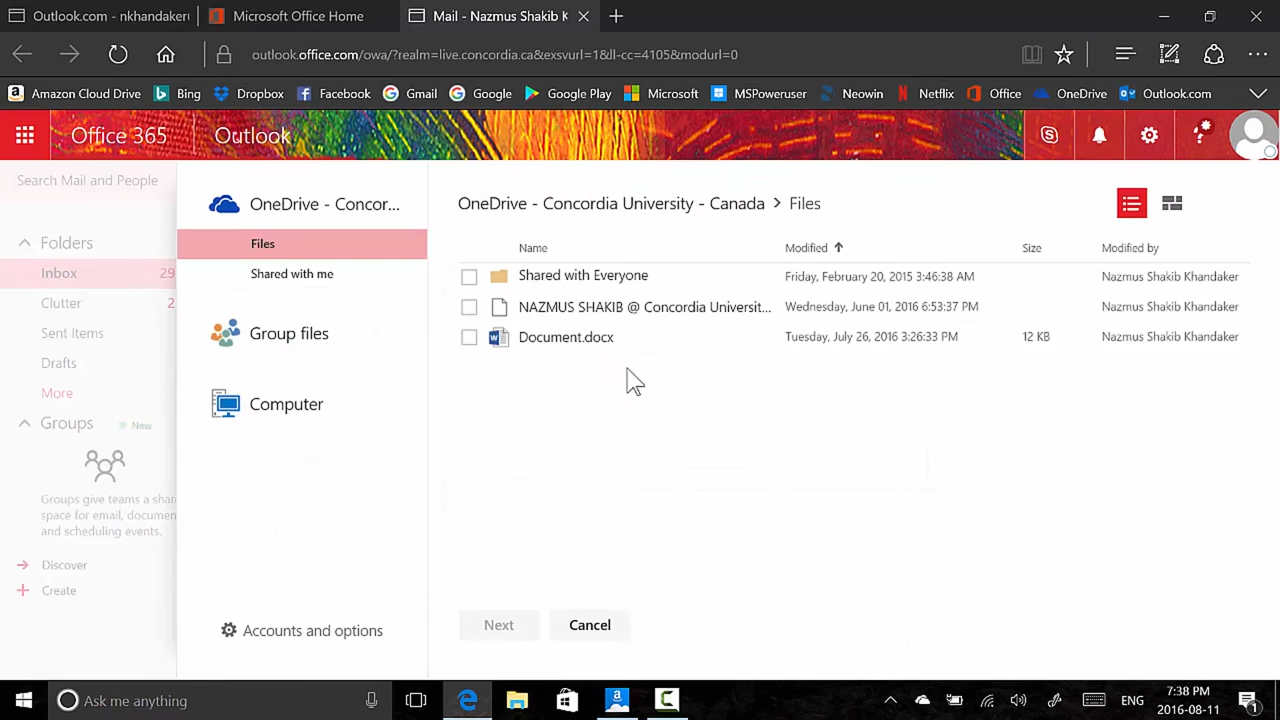 Outlook.com - nkhandaker(
Microsoft Office Home
Mail - Nazmus Shakib K
outlook.office.com/owa/?realm=live.concordia.ca&exsvurl=1&ll-cc=4105&modurl=0
Amazon Cloud Drive
Bing
Dropbox
Facebook
Gmail
Google
Google Play
Microsoft
MSPoweruser
Neowin
Netflix
Office
OneDrive
Outlook.com
Office 365
Outlook
Search Mail and People
Folders
Inbox 29
Clutter 2
Sent Items
Drafts
More
Groups
New
Groups give teams a shar
space for email, document
and scheduling events.
Discover
Create
OneDrive - Concor...
Files
Shared with me
Group files
Computer
Accounts and options
OneDrive - Concordia University - Canada > Files
Name Modified Size Modified by
Shared with Everyone Friday, February 20, 2015 3:46:38 AM Nazmus Shakib Khandaker
NAZMUS SHAKIB @ Concordia Universit... Wednesday, June 01, 2016 6:53:37 PM Nazmus Shakib Khandaker
Document.docx Tuesday, July 26, 2016 3:26:33 PM 12 KB Nazmus Shakib Khandaker
Next
Cancel
Ask me anything
ENG
7:38 PM
2016-08-11
1